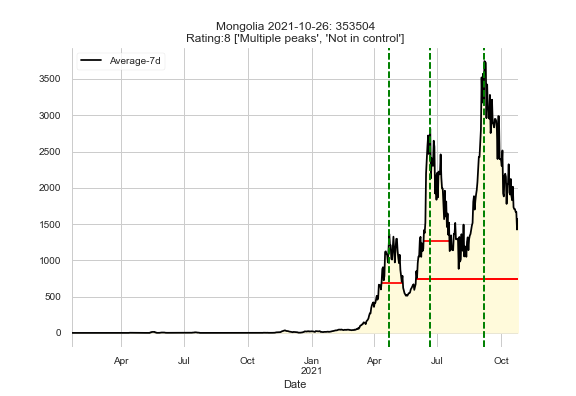 Mongolia 2021-10-26: 353504
Rating:8 ['Multiple peaks', 'Not in control']
Average-7d
3500
3000
2500
2000
1500
1000
500
0
Apr Jul Oct Jan Apr Jul Oct
2021
Date